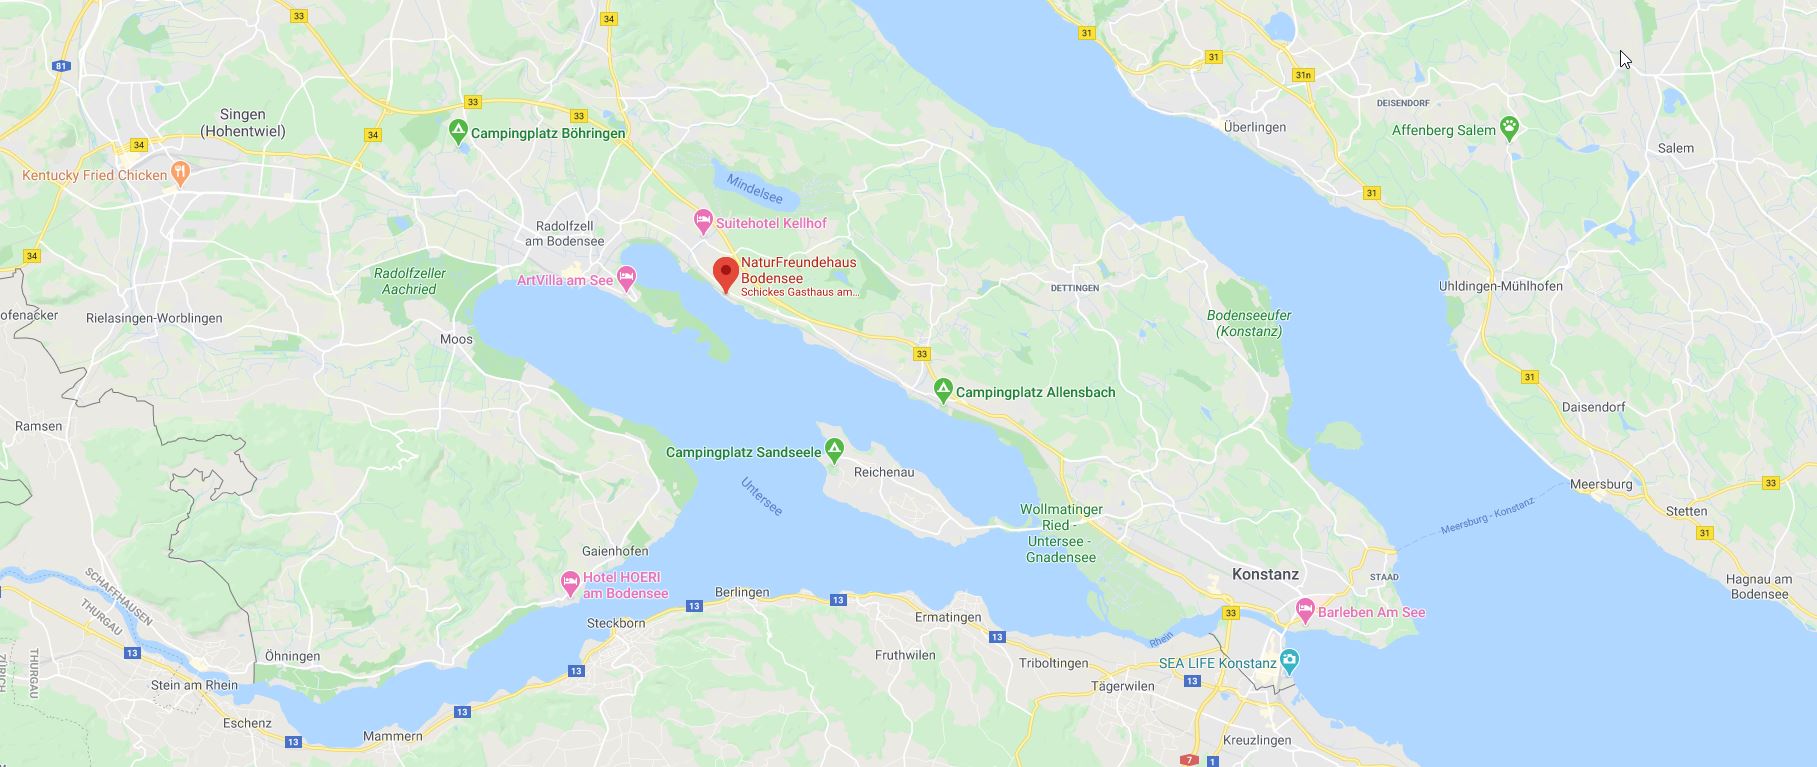 33
34
31
81
31
31n
33
DEISENDORF
Singen
(Hohentwiel)
33
Überlingen
Affenberg Salem
34
Campingplatz Böhringen
34
Salem
Kentucky Fried Chicken
Mindelsee
31
Suitehotel Kellhof
Radolfzell
am Bodensee
34
NaturFreundehaus
Bodensee
Schickes Gasthaus am...
Radolfzeller
Aachried
ArtVilla am See
DETTINGEN
Uhldingen-Mühlhofen
ofenacker
Rielasingen-Worblingen
Bodenseeufer
(Konstanz)
Moos
33
31
Campingplatz Allensbach
Daisendorf
Ramsen
Campingplatz Sandseele
Reichenau
Meersburg
33
Untersee
Wollmatinger
Ried -
Untersee -
Gnadensee
Meersburg - Konstanz
Stetten
31
Gaienhofen
Hotel HOERI
am Bodensee
Konstanz
STAAD
Hagnau am
Bodensee
SCHAFFHAUSEN
THURGAU
Berlingen
13
13
33
Barleben Am See
Steckborn
Ermatingen
13
Rhein
13
THURGAU
ZÜRICH
Öhningen
Fruthwilen
Triboltingen
SEA LIFE Konstanz
13
13
Stein am Rhein
Tägerwilen
13
Eschenz
Mammern
13
Kreuzlingen
7
1